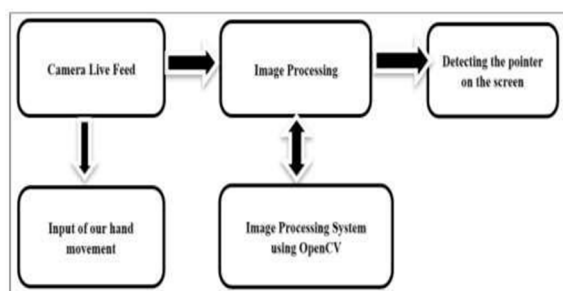 Camera Live Feed
Image Processing
Detecting the pointer
on the screen
Input of our hand
movement
Image Processing System
using OpenCV